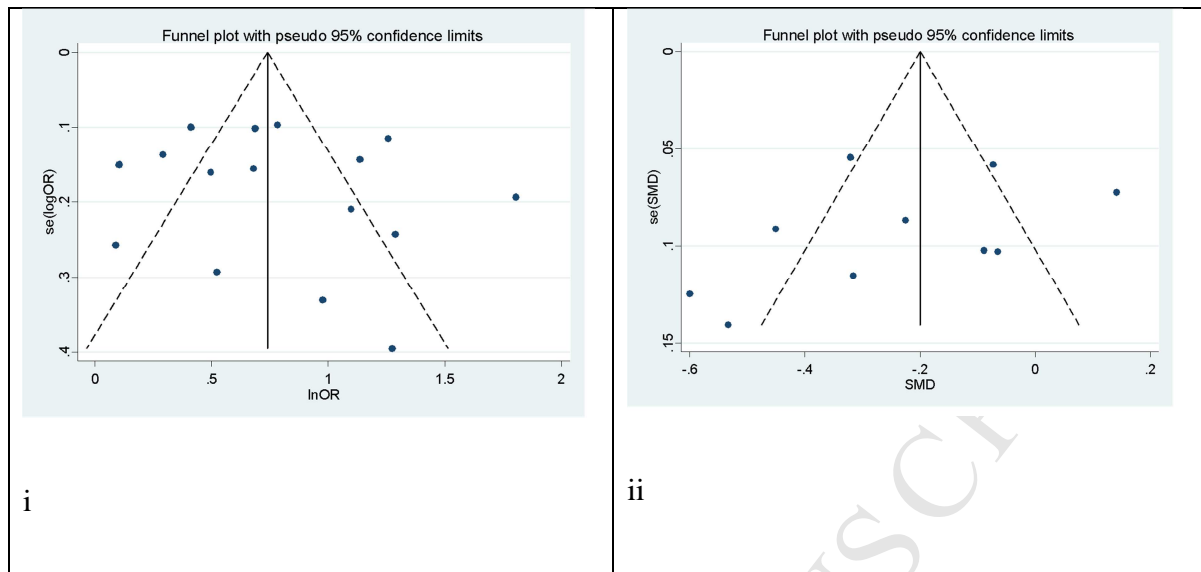 Funnel plot with pseudo 95% confidence limits
se(logOR)
0
.1
.2
.3
.4
0 .5 1 1.5 2
lnOR
i
Funnel plot with pseudo 95% confidence limits
se(SMD)
0
.05
.1
.15
-.6 -.4 -.2 0 .2
SMD
ii